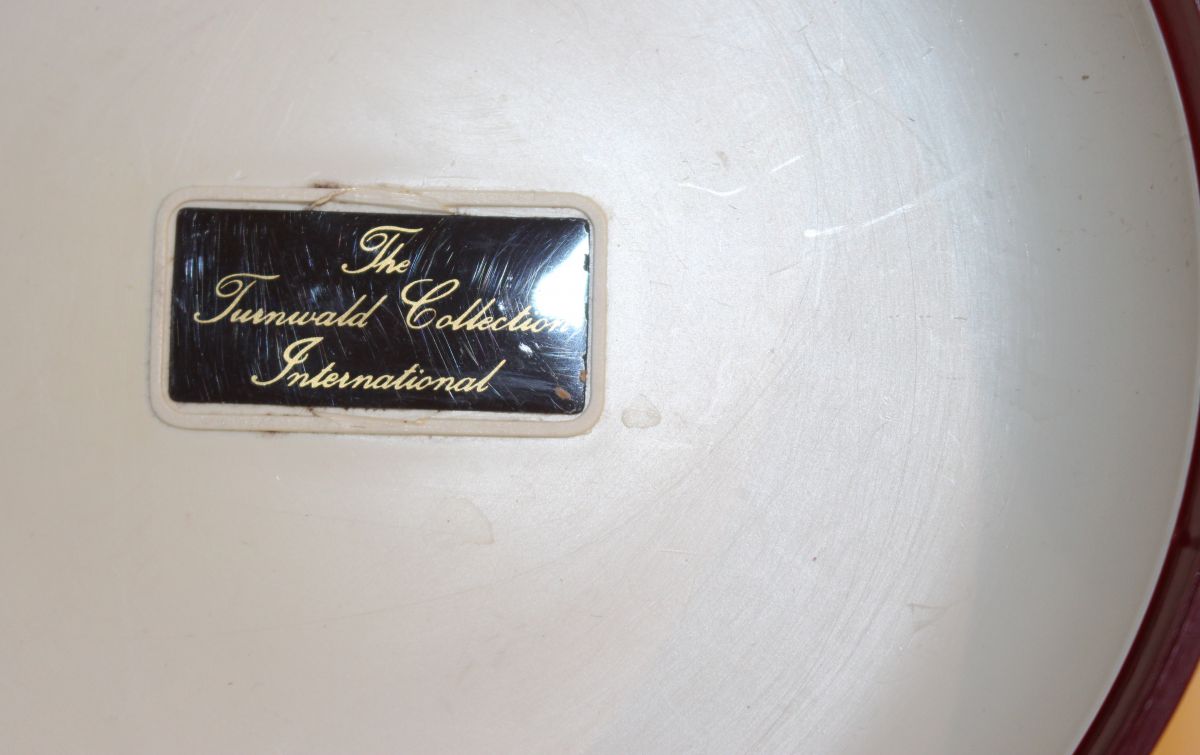 The
Turnwald Collection
International